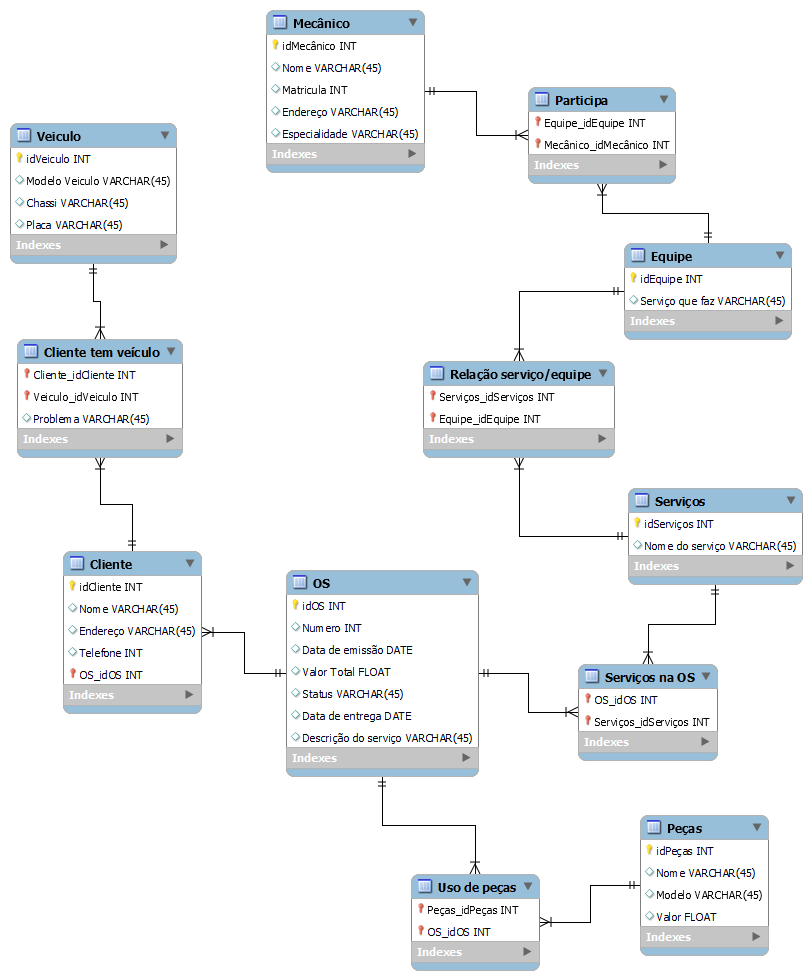 Mecânico
idMecânico INT
Nome VARCHAR(45)
Matricula INT
Endereço VARCHAR(45)
Especialidade VARCHAR(45)
Indexes
Participa
Equipe_idEquipe INT
Mecânico_idMecânico INT
Indexes
Veiculo
idVeiculo INT
Modelo Veiculo VARCHAR(45)
Chassi VARCHAR(45)
Placa VARCHAR(45)
Indexes
Equipe
idEquipe INT
Serviço que faz VARCHAR(45)
Indexes
Cliente tem veículo
Cliente_idCliente INT
Veiculo_idVeiculo INT
Problema VARCHAR(45)
Indexes
Relação serviço/equipe
Serviços_idServiços INT
Equipe_idEquipe INT
Indexes
Serviços
idServiços INT
Nome do serviço VARCHAR(45)
Indexes
Cliente
idCliente INT
Nome VARCHAR(45)
Endereço VARCHAR(45)
Telefone INT
OS_idOS INT
Indexes
OS
idOS INT
Numero INT
Data de emissão DATE
Valor Total FLOAT
Status VARCHAR(45)
Data de entrega DATE
Descrição do serviço VARCHAR(45)
Indexes
Serviços na OS
OS_idOS INT
Serviços_idServiços INT
Indexes
Peças
idPeças INT
Nome VARCHAR(45)
Modelo VARCHAR(45)
Valor FLOAT
Indexes
Uso de peças
Peças_idPeças INT
OS_idOS INT
Indexes